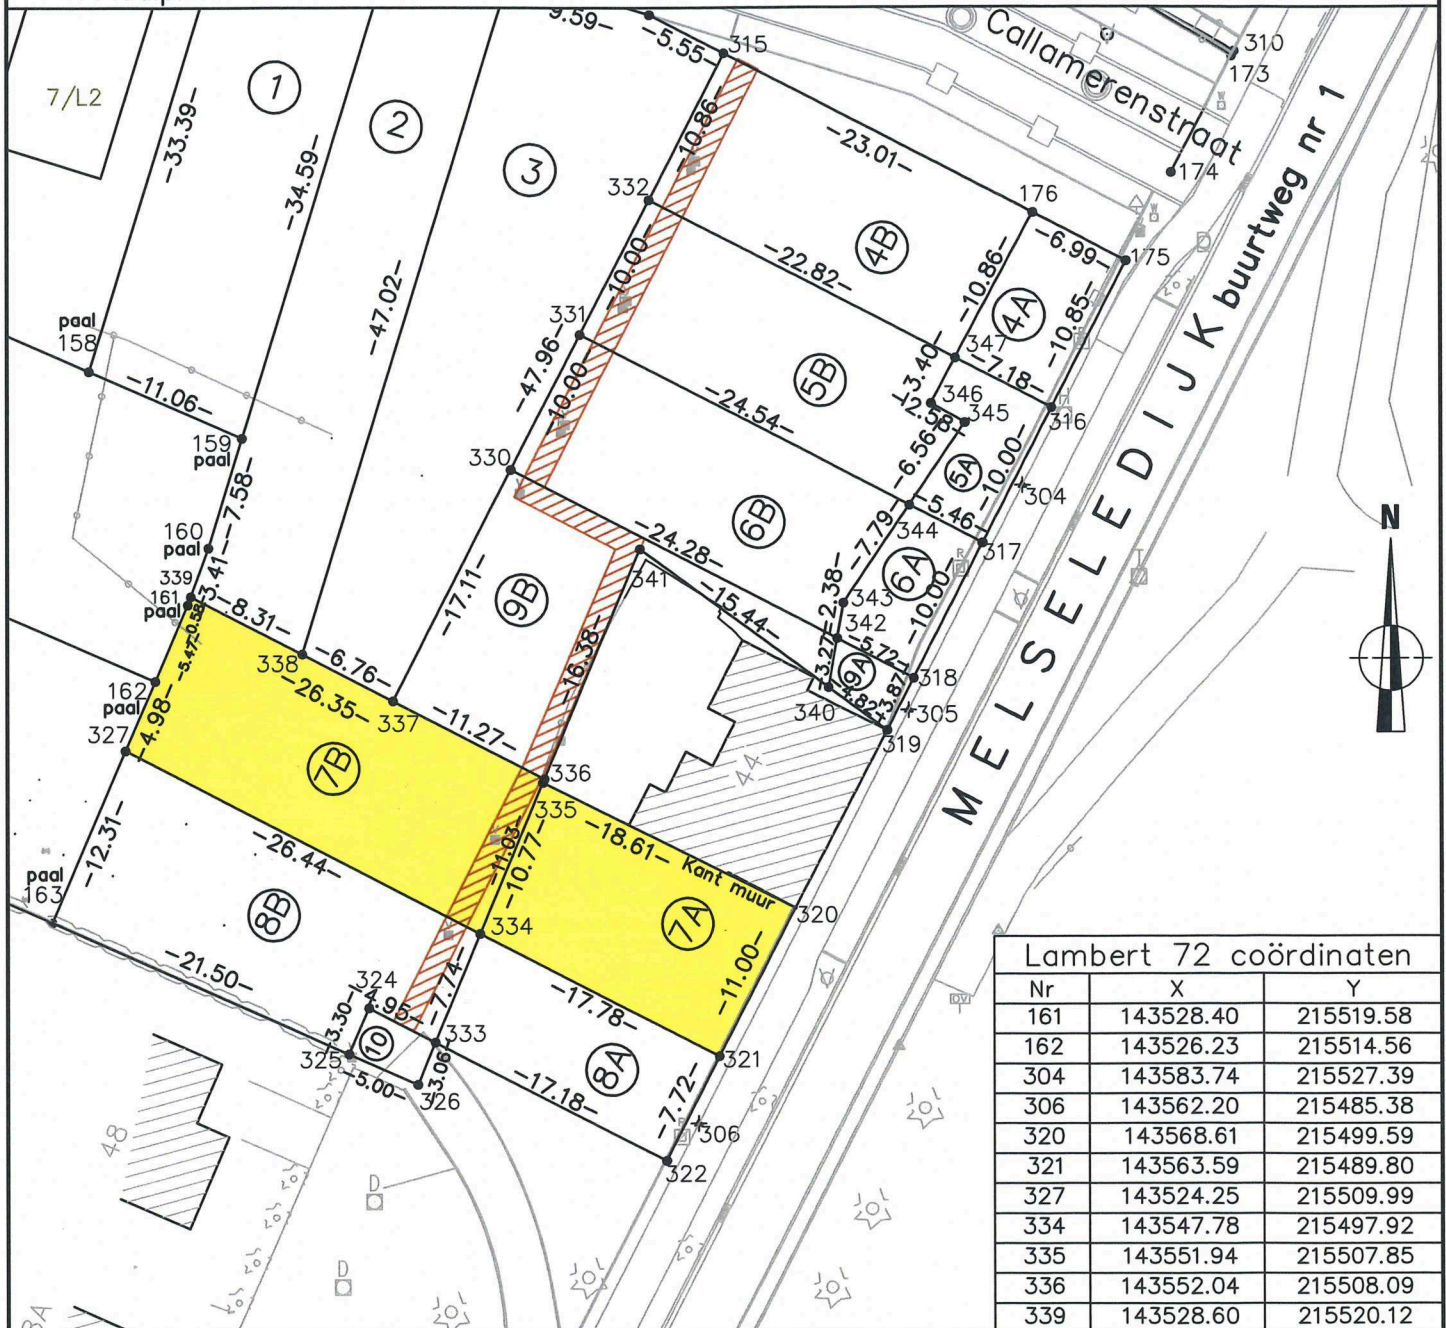 9.59-
-5.55-
315
310
173
Callamerenstraat
7/L2
1
-33.39-
2
-34.59-
3
-10.86-
-23.01-
174
332
176
-6.99-
175
4B
-22.82-
-10.86-
4A
-10.85-
MELSELEDIJK buurtweg nr 1
-47.02-
-10.00-
331
paal
158
-11.06-
-47.96-
-10.00-
5B
-24.54-
-3.40-
347
-7.18-
346
-2.58-
345
316
159
paal
-6.56-
5A
-10.00-
304
330
-7.58-
6B
-5.46-
344
317
160
paal
-24.28-
-7.79-
6A
N
339
-3.41-
341
161
paal
-0.58-
-5.47-
-8.31-
9B
-17.11-
-15.44-
-2.38-
343
342
-10.00-
338
-6.76-
-16.38-
-3.27-
-5.72-
9A
318
162
paal
-26.35-
337
340
-4.82-
-3.87-
305
327
-4.98-
-11.27-
319
7B
336
44
335
-12.31-
-11.03-
-10.77-
-18.61-
Kant muur
paal
163
-26.44-
8B
7A
320
334
-11.00-
-21.50-
324
-4.95-
-7.74-
-17.78-
-3.30-
10
333
325
-5.00-
-3.06-
326
8A
321
-17.18-
-7.72-
306
48
322
D
D
Lambert 72 coördinaten
Nr X Y
161 143528.40 215519.58
162 143526.23 215514.56
304 143583.74 215527.39
306 143562.20 215485.38
320 143568.61 215499.59
321 143563.59 215489.80
327 143524.25 215509.99
334 143547.78 215497.92
335 143551.94 215507.85
336 143552.04 215508.09
339 143528.60 215520.12